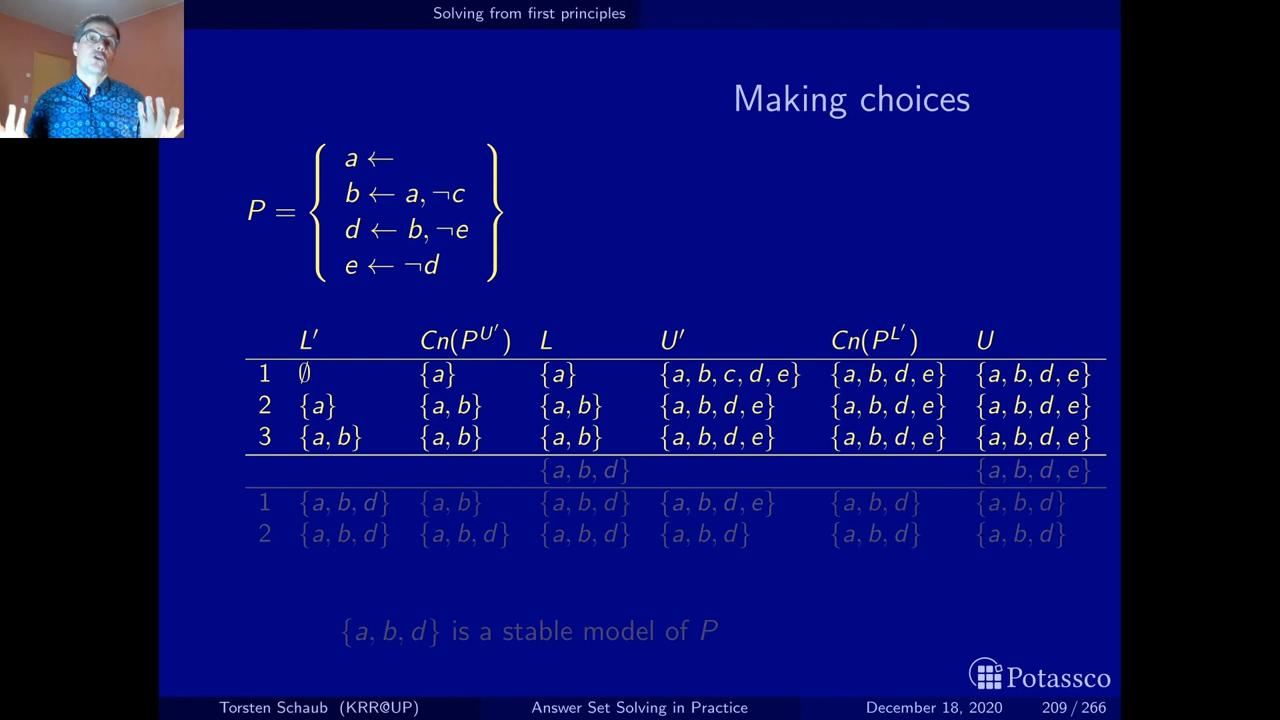 Solving from first principles
Making choices
P = { a ←
b ← a, ¬c
d ← b, ¬e
e ← ¬d }
L′ Cn(P^U′) L U′ Cn(P^L′) U
1 ∅ {a} {a} {a, b, c, d, e} {a, b, d, e} {a, b, d, e}
2 {a} {a, b} {a, b} {a, b, d, e} {a, b, d, e} {a, b, d, e}
3 {a, b} {a, b} {a, b} {a, b, d, e} {a, b, d, e} {a, b, d, e}
{a, b, d} {a, b, d, e}
1 {a, b, d} {a, b} {a, b, d} {a, b, d, e} {a, b, d} {a, b, d}
2 {a, b, d} {a, b, d} {a, b, d} {a, b, d} {a, b, d} {a, b, d}
{a, b, d} is a stable model of P
Potassco
Torsten Schaub (KRR@UP) Answer Set Solving in Practice December 18, 2020 209 / 266